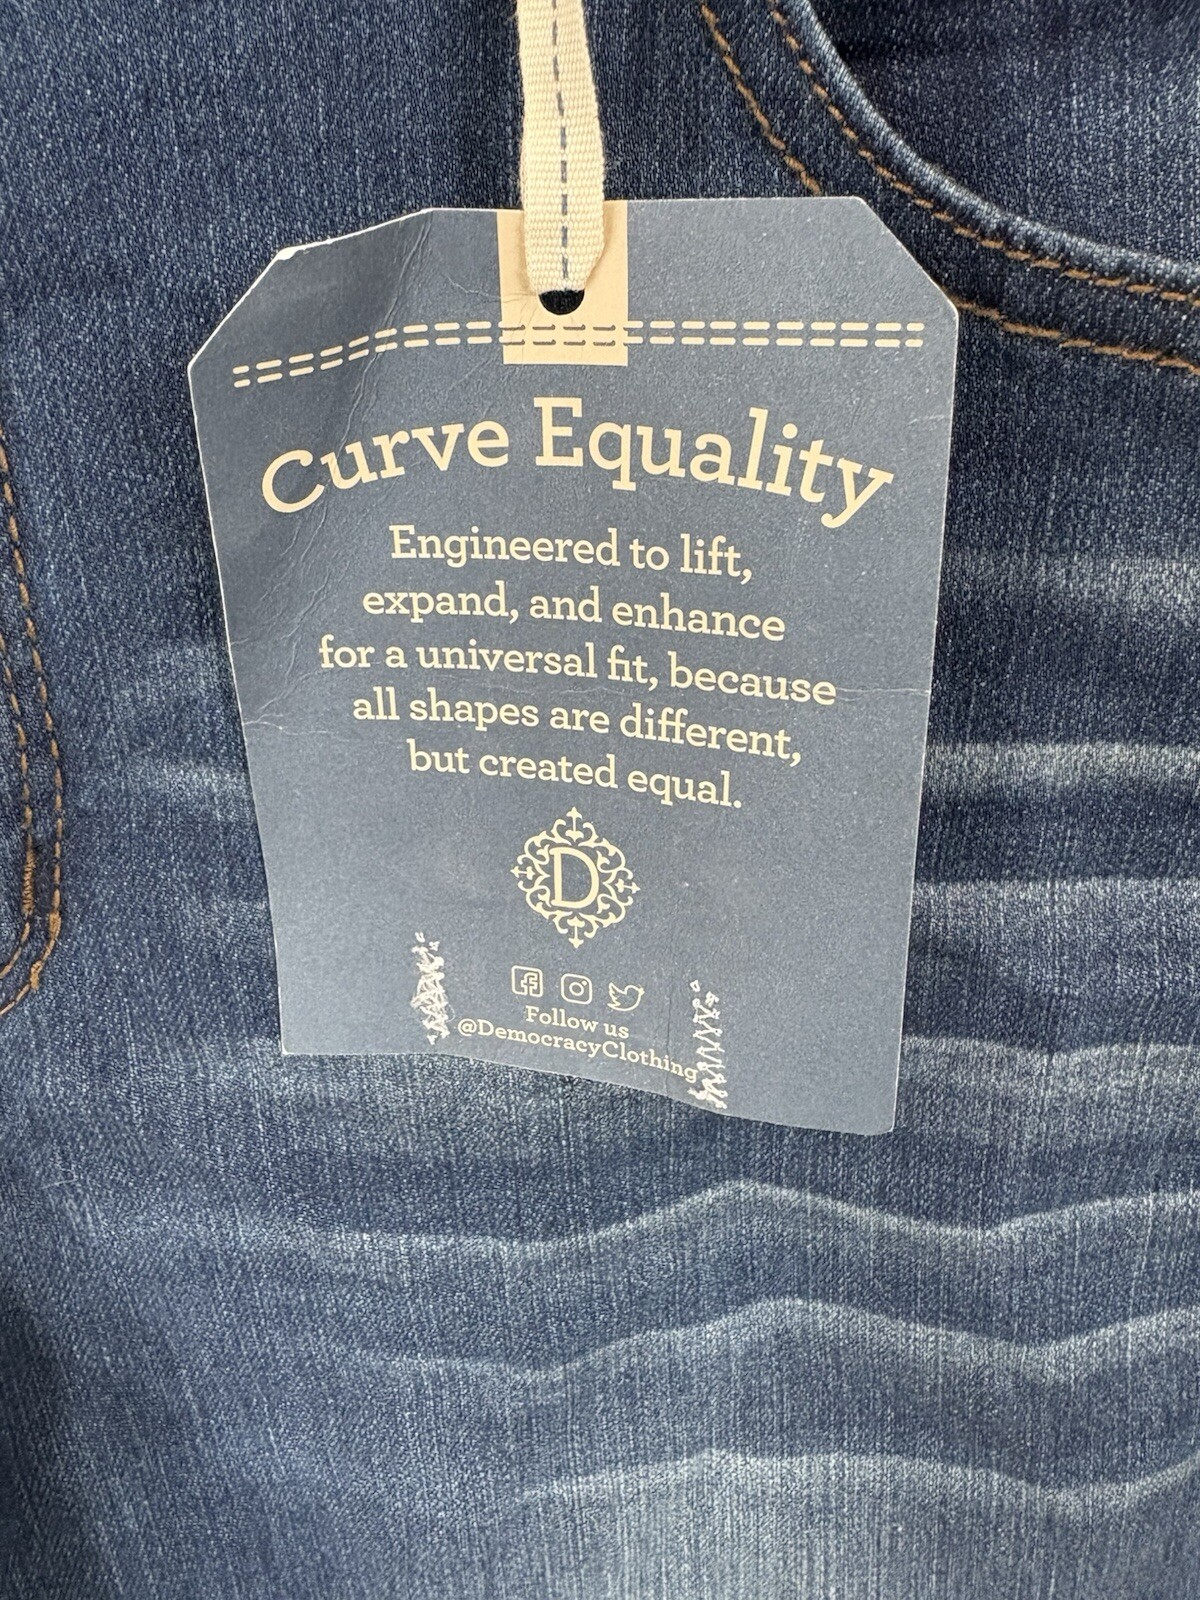 Curve Equality
Engineered to lift,
expand, and enhance
for a universal fit, because
all shapes are different,
but created equal.
D
Follow us
@DemocracyClothing